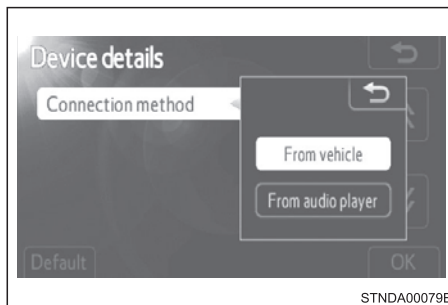 Device details
Connection method
From vehicle
From audio player
Default
OK
STNDA00079E